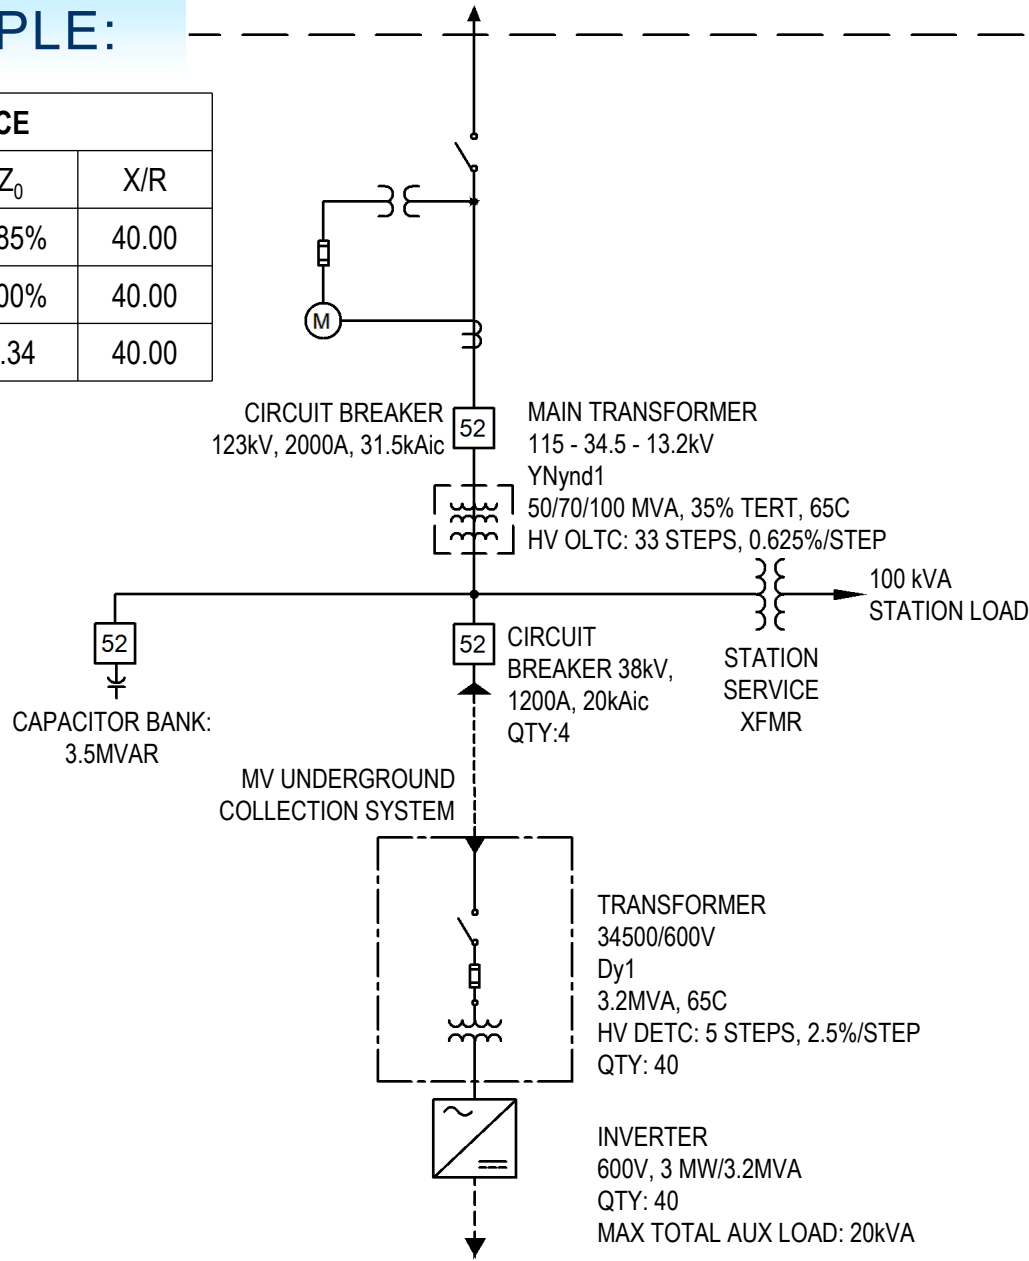 PLE:
CE
Z₀ X/R
85% 40.00
00% 40.00
.34 40.00
M
CIRCUIT BREAKER
123kV, 2000A, 31.5kAic
52
MAIN TRANSFORMER
115 - 34.5 - 13.2kV
YNynd1
50/70/100 MVA, 35% TERT, 65C
HV OLTC: 33 STEPS, 0.625%/STEP
100 kVA
STATION LOAD
52
CAPACITOR BANK:
3.5MVAR
52
CIRCUIT
BREAKER 38kV,
1200A, 20kAic
QTY:4
STATION
SERVICE
XFMR
MV UNDERGROUND
COLLECTION SYSTEM
TRANSFORMER
34500/600V
Dy1
3.2MVA, 65C
HV DETC: 5 STEPS, 2.5%/STEP
QTY: 40
INVERTER
600V, 3 MW/3.2MVA
QTY: 40
MAX TOTAL AUX LOAD: 20kVA